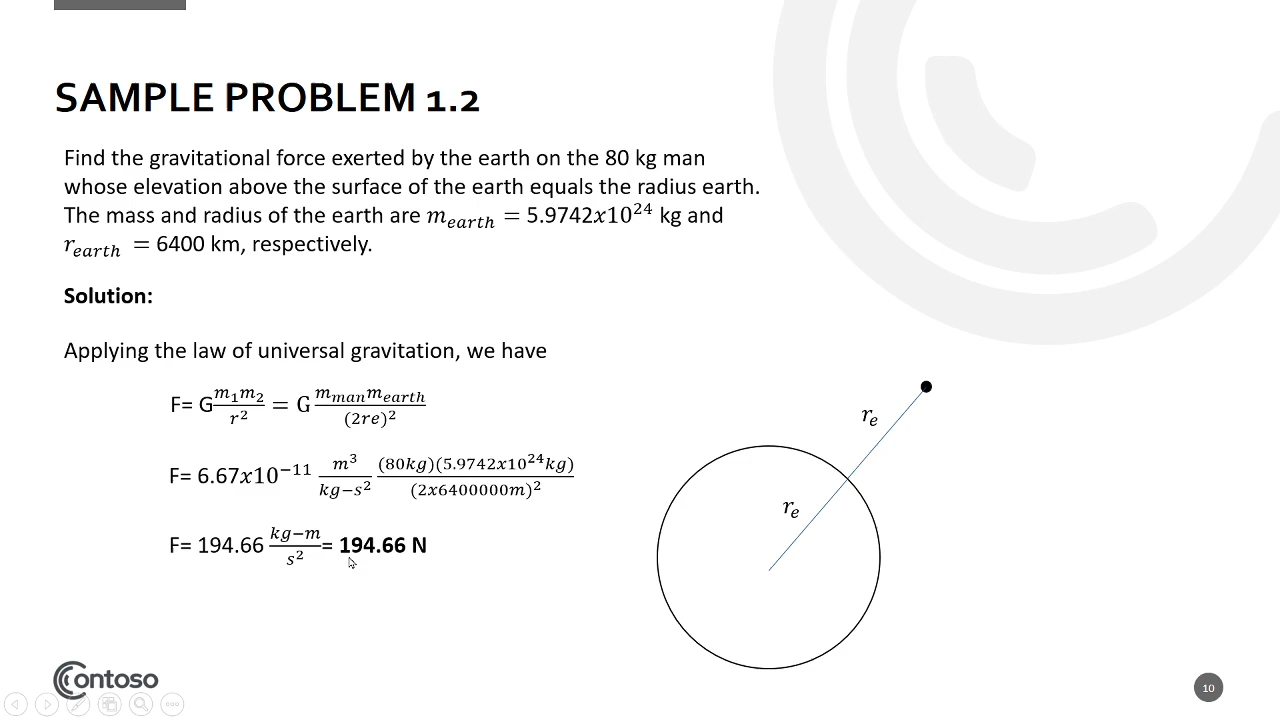 SAMPLE PROBLEM 1.2
Find the gravitational force exerted by the earth on the 80 kg man
whose elevation above the surface of the earth equals the radius earth.
The mass and radius of the earth are m_{earth} = 5.9742x10^{24} kg and
r_{earth} = 6400 km, respectively.
Solution:
Applying the law of universal gravitation, we have
F= G\frac{m_1m_2}{r^2} = G\frac{m_{man}m_{earth}}{(2re)^2}
F= 6.67x10^{-11} \frac{m^3}{kg-s^2} \frac{(80kg)(5.9742x10^{24}kg)}{(2x6400000m)^2}
F= 194.66 \frac{kg-m}{s^2}= 194.66 N
r_e
r_e
Contoso
10